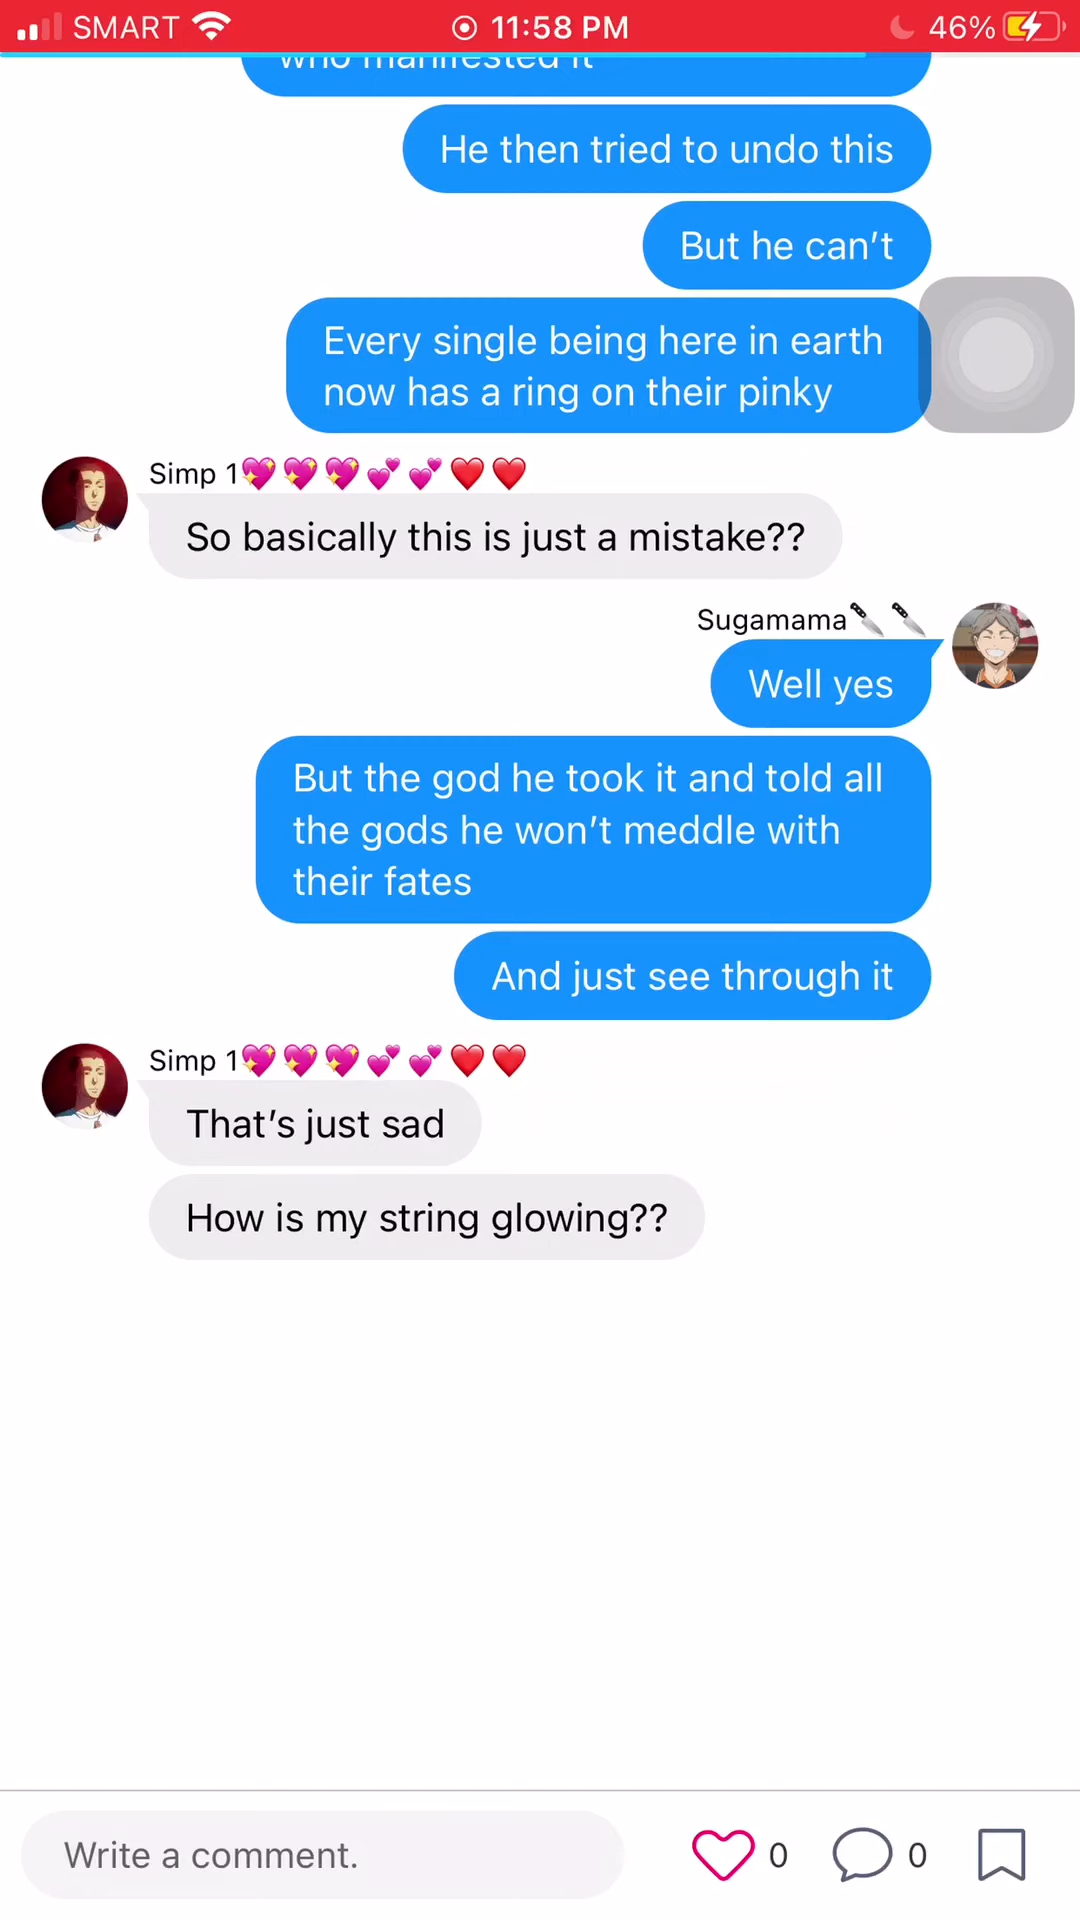 SMART 11:58 PM 46%
who manifested it
He then tried to undo this
But he can’t
Every single being here in earth
now has a ring on their pinky
Simp 1💖💖💖💕💕❤️❤️
So basically this is just a mistake??
Sugamama🔪🔪
Well yes
But the god he took it and told all
the gods he won’t meddle with
their fates
And just see through it
Simp 1💖💖💖💕💕❤️❤️
That’s just sad
How is my string glowing??
Write a comment. 0 0